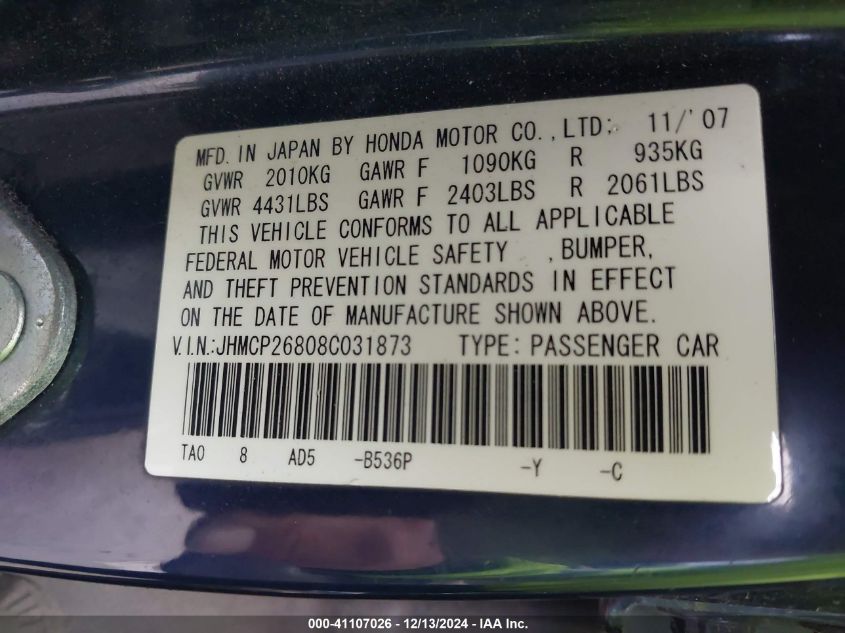 MFD. IN JAPAN BY HONDA MOTOR CO., LTD: 11/'07
GVWR 2010KG GAWR F 1090KG R 935KG
GVWR 4431LBS GAWR F 2403LBS R 2061LBS
THIS VEHICLE CONFORMS TO ALL APPLICABLE
FEDERAL MOTOR VEHICLE SAFETY , BUMPER,
AND THEFT PREVENTION STANDARDS IN EFFECT
ON THE DATE OF MANUFACTURE SHOWN ABOVE.
V.I.N.:JHMCP26808C031873 TYPE: PASSENGER CAR
TA0 8 AD5 -B536P -Y -C
000-41107026 - 12/13/2024 - IAA Inc.